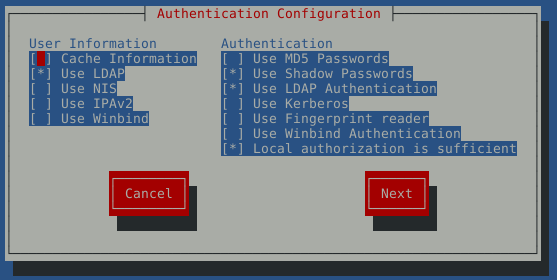 Authentication Configuration
User Information
[ ] Cache Information
[*] Use LDAP
[ ] Use NIS
[ ] Use IPAv2
[ ] Use Winbind
Authentication
[ ] Use MD5 Passwords
[*] Use Shadow Passwords
[*] Use LDAP Authentication
[ ] Use Kerberos
[ ] Use Fingerprint reader
[ ] Use Winbind Authentication
[*] Local authorization is sufficient
Cancel
Next